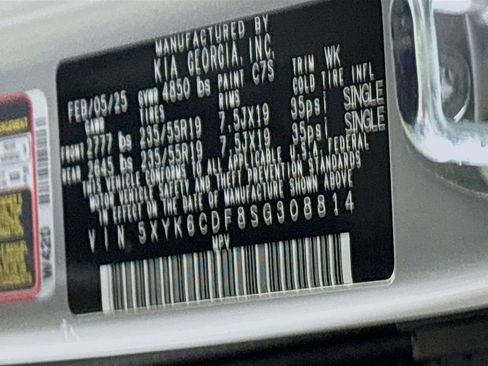 MANUFACTURED BY
KIA GEORGIA, INC.
FEB/05/25 GVWR 4850 lbs PAINT C7S TRIM WK
GAWR TIRES RIMS COLD TIRE INFL
FRONT 2777 lbs 235/55R19 7.5JX19 35psi SINGLE
REAR 2645 lbs 235/55R19 7.5JX19 35psi SINGLE
THIS VEHICLE CONFORMS TO ALL APPLICABLE U.S.A. FEDERAL
MOTOR VEHICLE SAFETY AND THEFT PREVENTION STANDARDS
IN EFFECT ON THE DATE OF MANUFACTURE SHOWN ABOVE.
VIN 5XYK6CDF8SG308814
MPV
W420